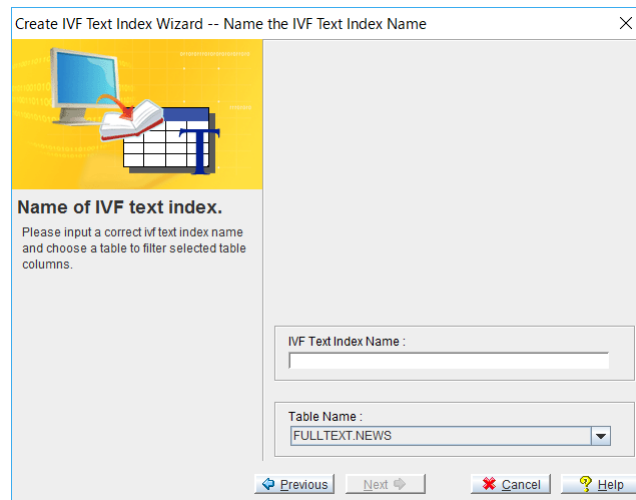 Create IVF Text Index Wizard -- Name the IVF Text Index Name
Name of IVF text index.
Please input a correct ivf text index name
and choose a table to filter selected table
columns.
IVF Text Index Name :
Table Name :
FULLTEXT.NEWS
Previous Next Cancel Help